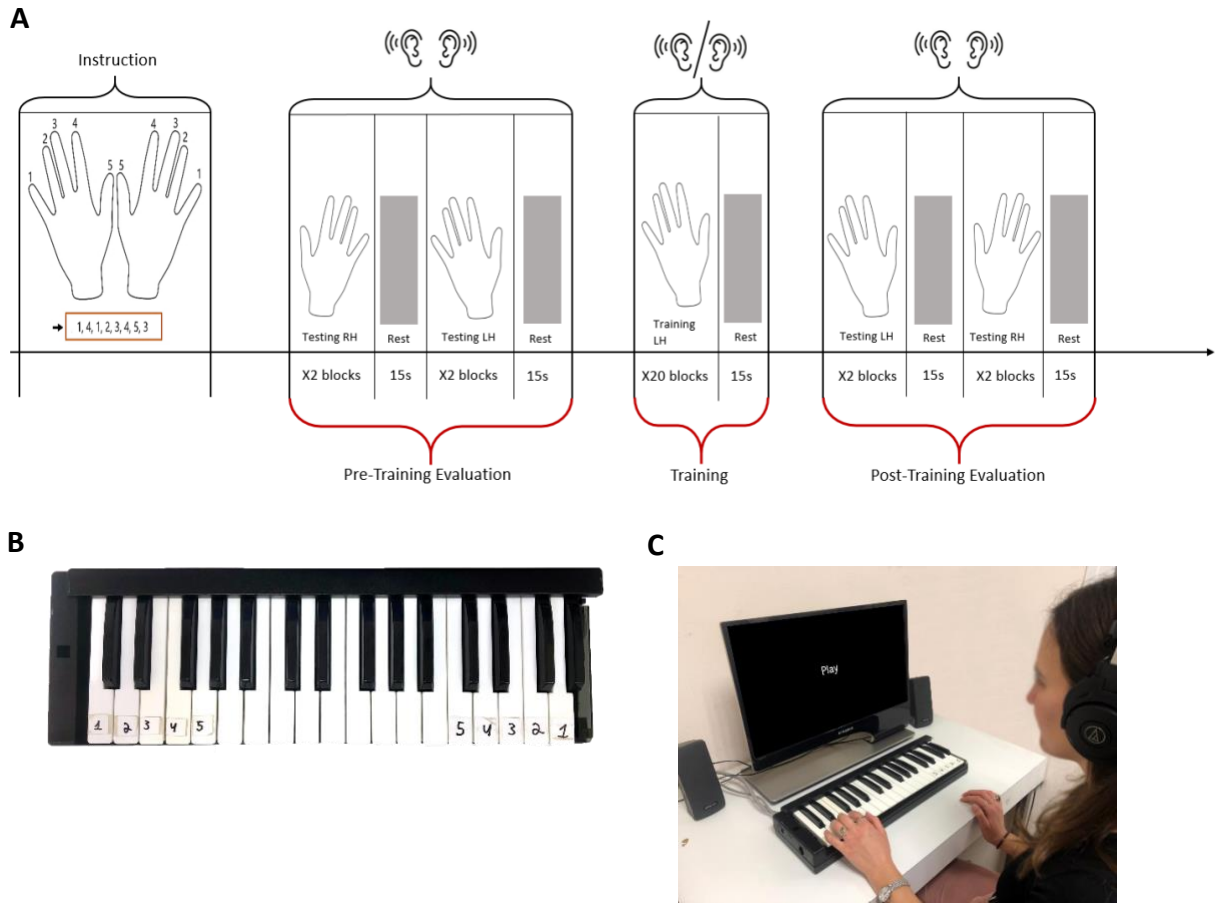 A
Instruction
3 4 4 3
2 2
5 5
1 1
1, 4, 1, 2, 3, 4, 5, 3
Testing RH
Rest
Testing LH
Rest
Training
LH
Rest
Testing LH
Rest
Testing RH
Rest
X2 blocks
15s
X2 blocks
15s
X20 blocks
15s
X2 blocks
15s
X2 blocks
15s
Pre-Training Evaluation
Training
Post-Training Evaluation
B
1 2 3 4 5 5 4 3 2 1
C
Play